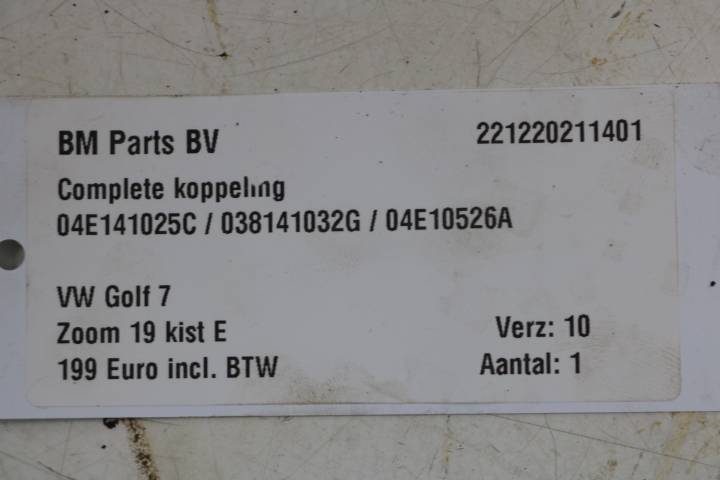 BM Parts BV 221220211401
Complete koppeling
04E141025C / 038141032G / 04E10526A
VW Golf 7
Zoom 19 kist E Verz: 10
199 Euro incl. BTW Aantal: 1